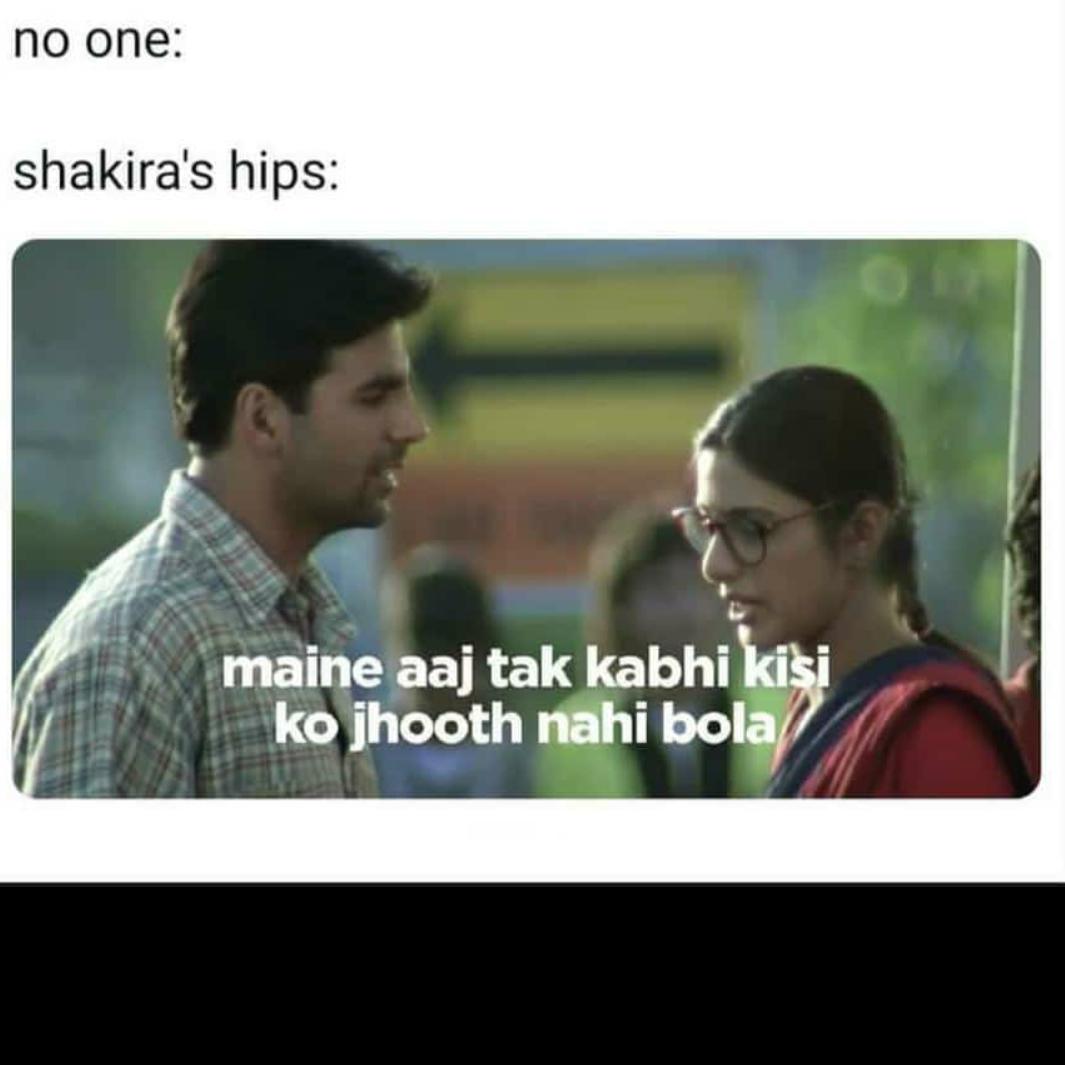 no one:
shakira's hips:
maine aaj tak kabhi kisi
ko jhooth nahi bola